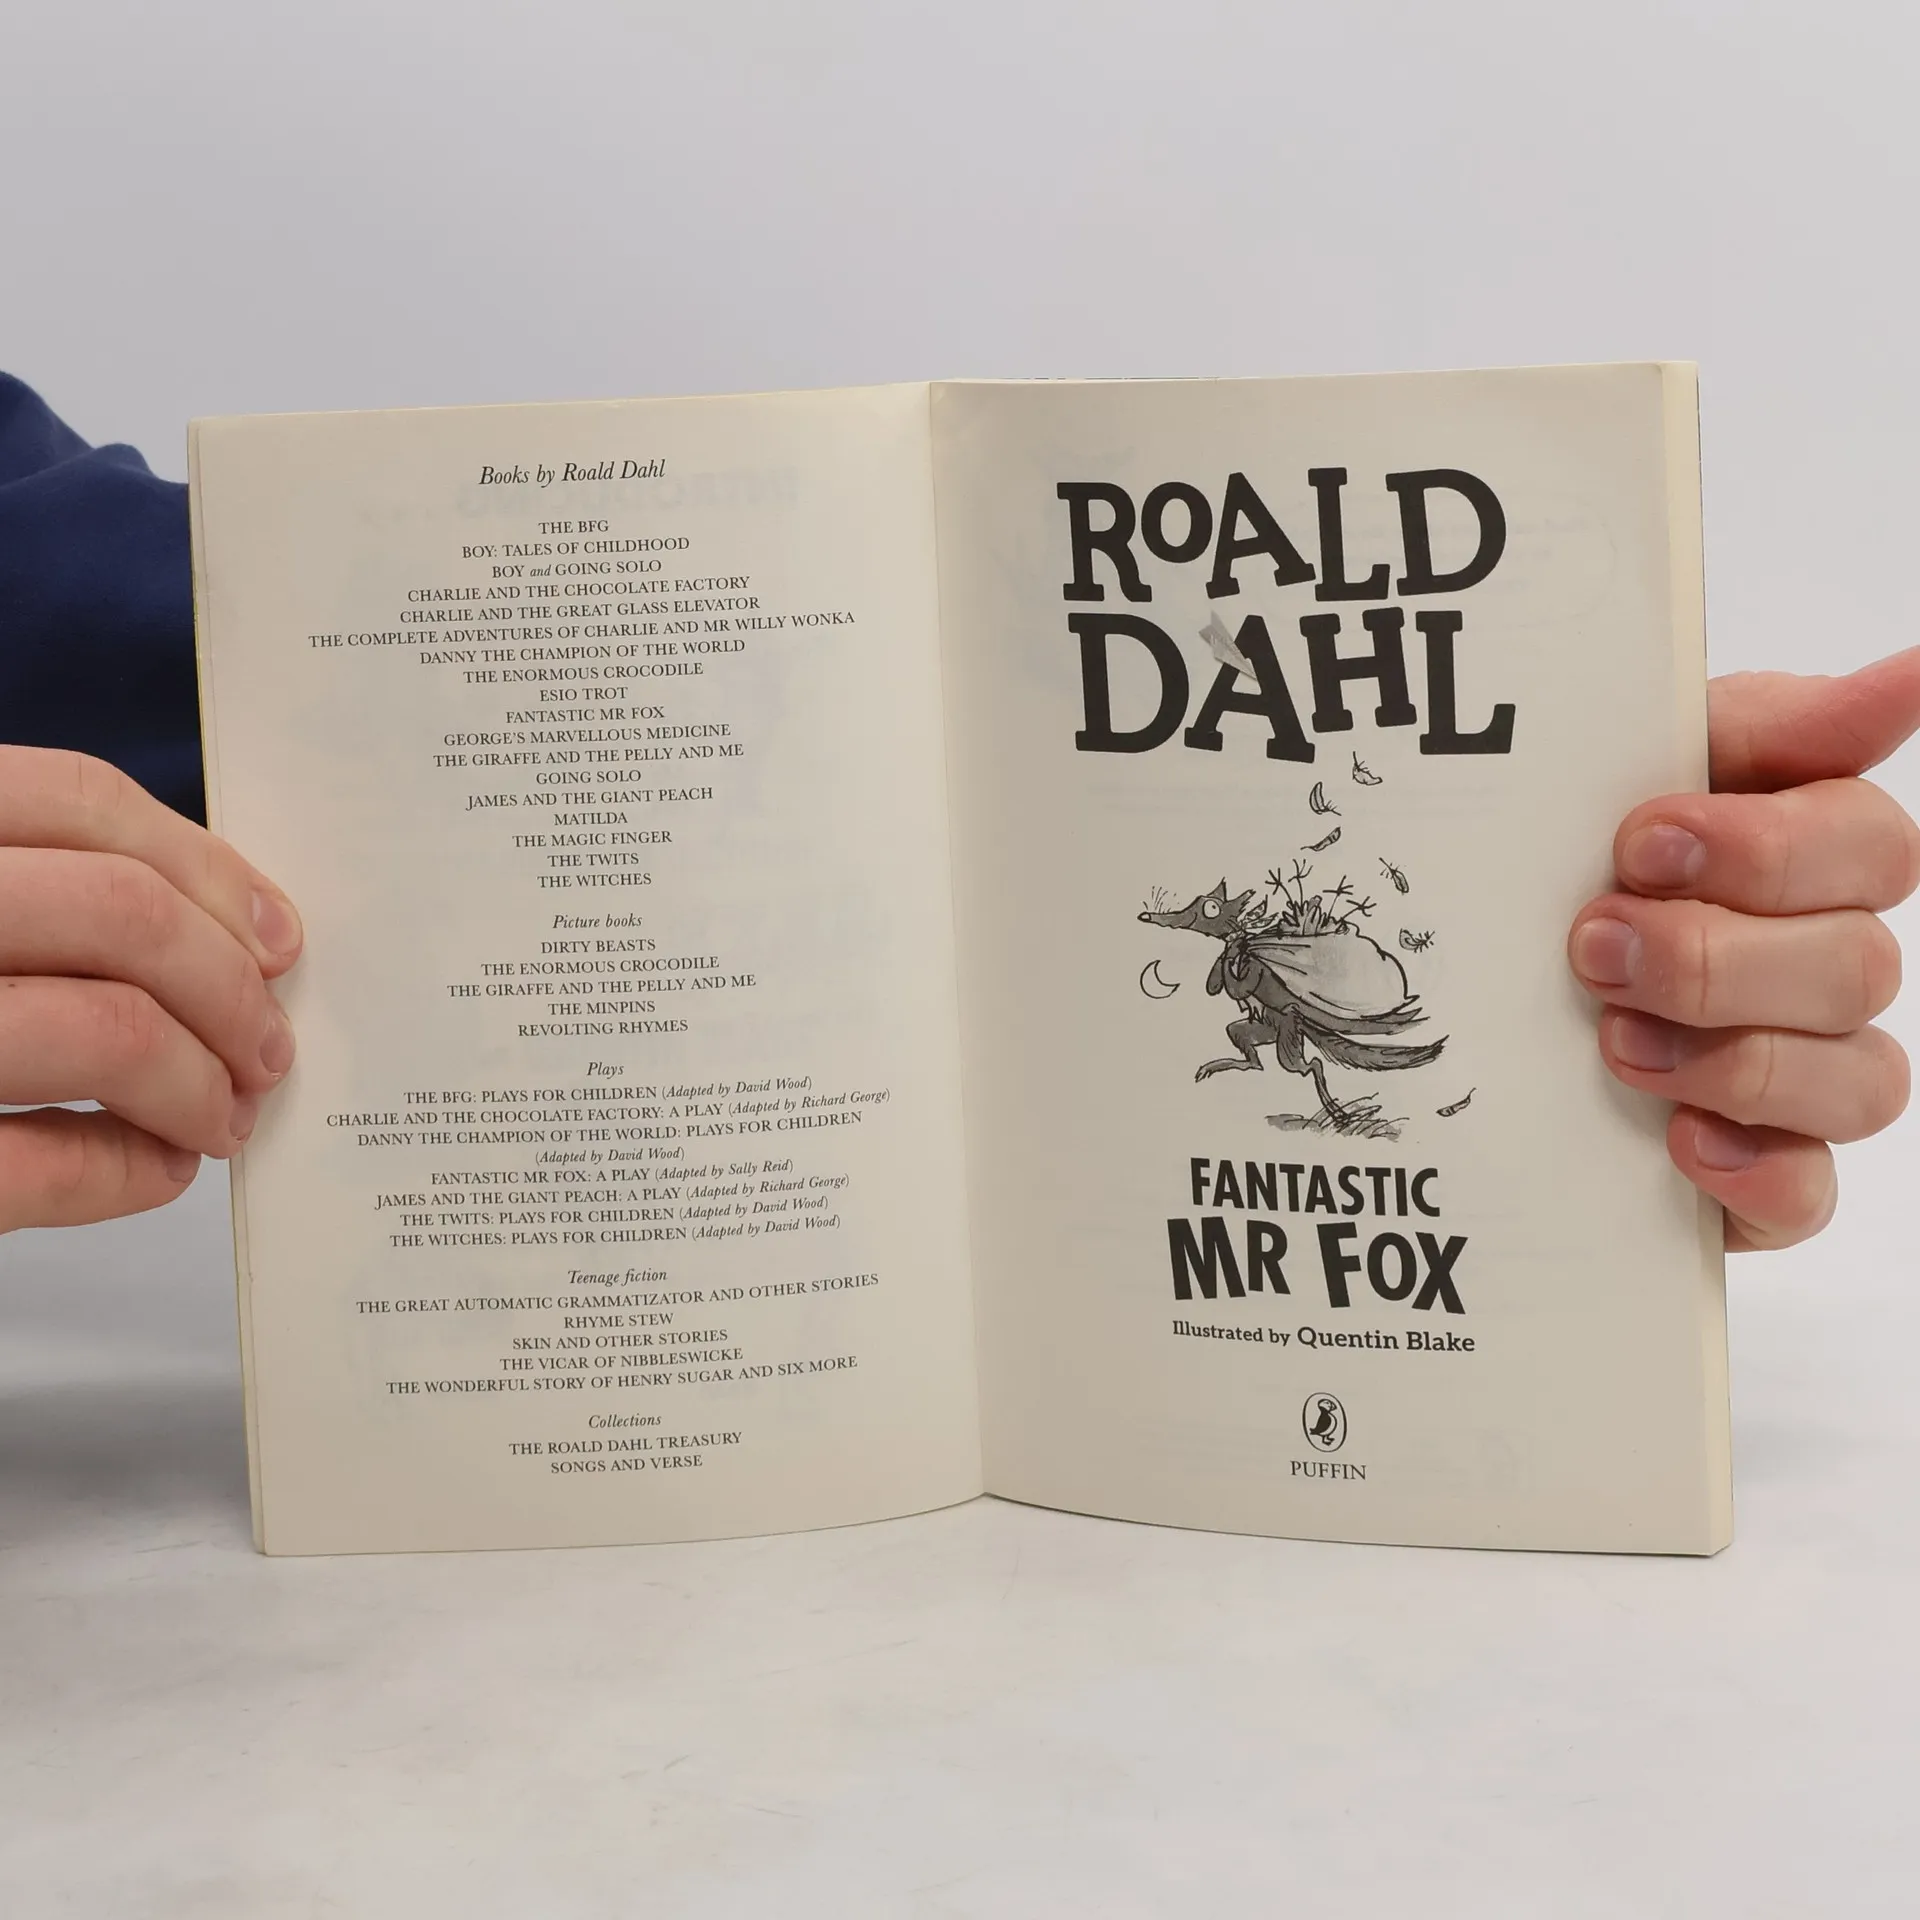 Books by Roald Dahl
THE BFG
BOY: TALES OF CHILDHOOD
BOY and GOING SOLO
CHARLIE AND THE CHOCOLATE FACTORY
CHARLIE AND THE GREAT GLASS ELEVATOR
THE COMPLETE ADVENTURES OF CHARLIE AND MR WILLY WONKA
DANNY THE CHAMPION OF THE WORLD
THE ENORMOUS CROCODILE
ESIO TROT
FANTASTIC MR FOX
GEORGE'S MARVELLOUS MEDICINE
THE GIRAFFE AND THE PELLY AND ME
GOING SOLO
JAMES AND THE GIANT PEACH
MATILDA
THE MAGIC FINGER
THE TWITS
THE WITCHES
Picture books
DIRTY BEASTS
THE ENORMOUS CROCODILE
THE GIRAFFE AND THE PELLY AND ME
THE MINPINS
REVOLTING RHYMES
Plays
THE BFG: PLAYS FOR CHILDREN (Adapted by David Wood)
CHARLIE AND THE CHOCOLATE FACTORY: A PLAY (Adapted by Richard George)
DANNY THE CHAMPION OF THE WORLD: PLAYS FOR CHILDREN
(Adapted by David Wood)
FANTASTIC MR FOX: A PLAY (Adapted by Sally Reid)
JAMES AND THE GIANT PEACH: A PLAY (Adapted by Richard George)
THE TWITS: PLAYS FOR CHILDREN (Adapted by David Wood)
THE WITCHES: PLAYS FOR CHILDREN (Adapted by David Wood)
Teenage fiction
THE GREAT AUTOMATIC GRAMMATIZATOR AND OTHER STORIES
RHYME STEW
SKIN AND OTHER STORIES
THE VICAR OF NIBBLESWICKE
THE WONDERFUL STORY OF HENRY SUGAR AND SIX MORE
Collections
THE ROALD DAHL TREASURY
SONGS AND VERSE
ROALD
DAHL
FANTASTIC
MR FOX
Illustrated by Quentin Blake
PUFFIN